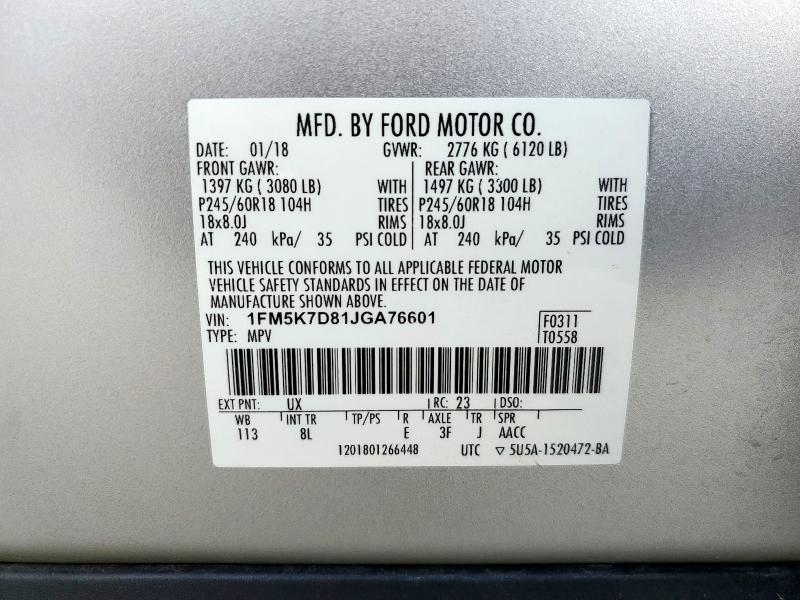 MFD. BY FORD MOTOR CO.
DATE: 01/18 GVWR: 2776 KG ( 6120 LB)
FRONT GAWR: REAR GAWR:
1397 KG ( 3080 LB) WITH 1497 KG ( 3300 LB) WITH
P245/60R18 104H TIRES P245/60R18 104H TIRES
18x8.0J RIMS 18x8.0J RIMS
AT 240 kPa/ 35 PSI COLD AT 240 kPa/ 35 PSI COLD
THIS VEHICLE CONFORMS TO ALL APPLICABLE FEDERAL MOTOR
VEHICLE SAFETY STANDARDS IN EFFECT ON THE DATE OF
MANUFACTURE SHOWN ABOVE.
VIN: 1FM5K7D81JGA76601 F0311
TYPE: MPV T0558
EXT PNT: UX RC: 23 DSO:
WB INT TR TP/PS R AXLE TR SPR
113 8L E 3F J AACC
1201801266448 UTC ▽ 5U5A-1520472-BA